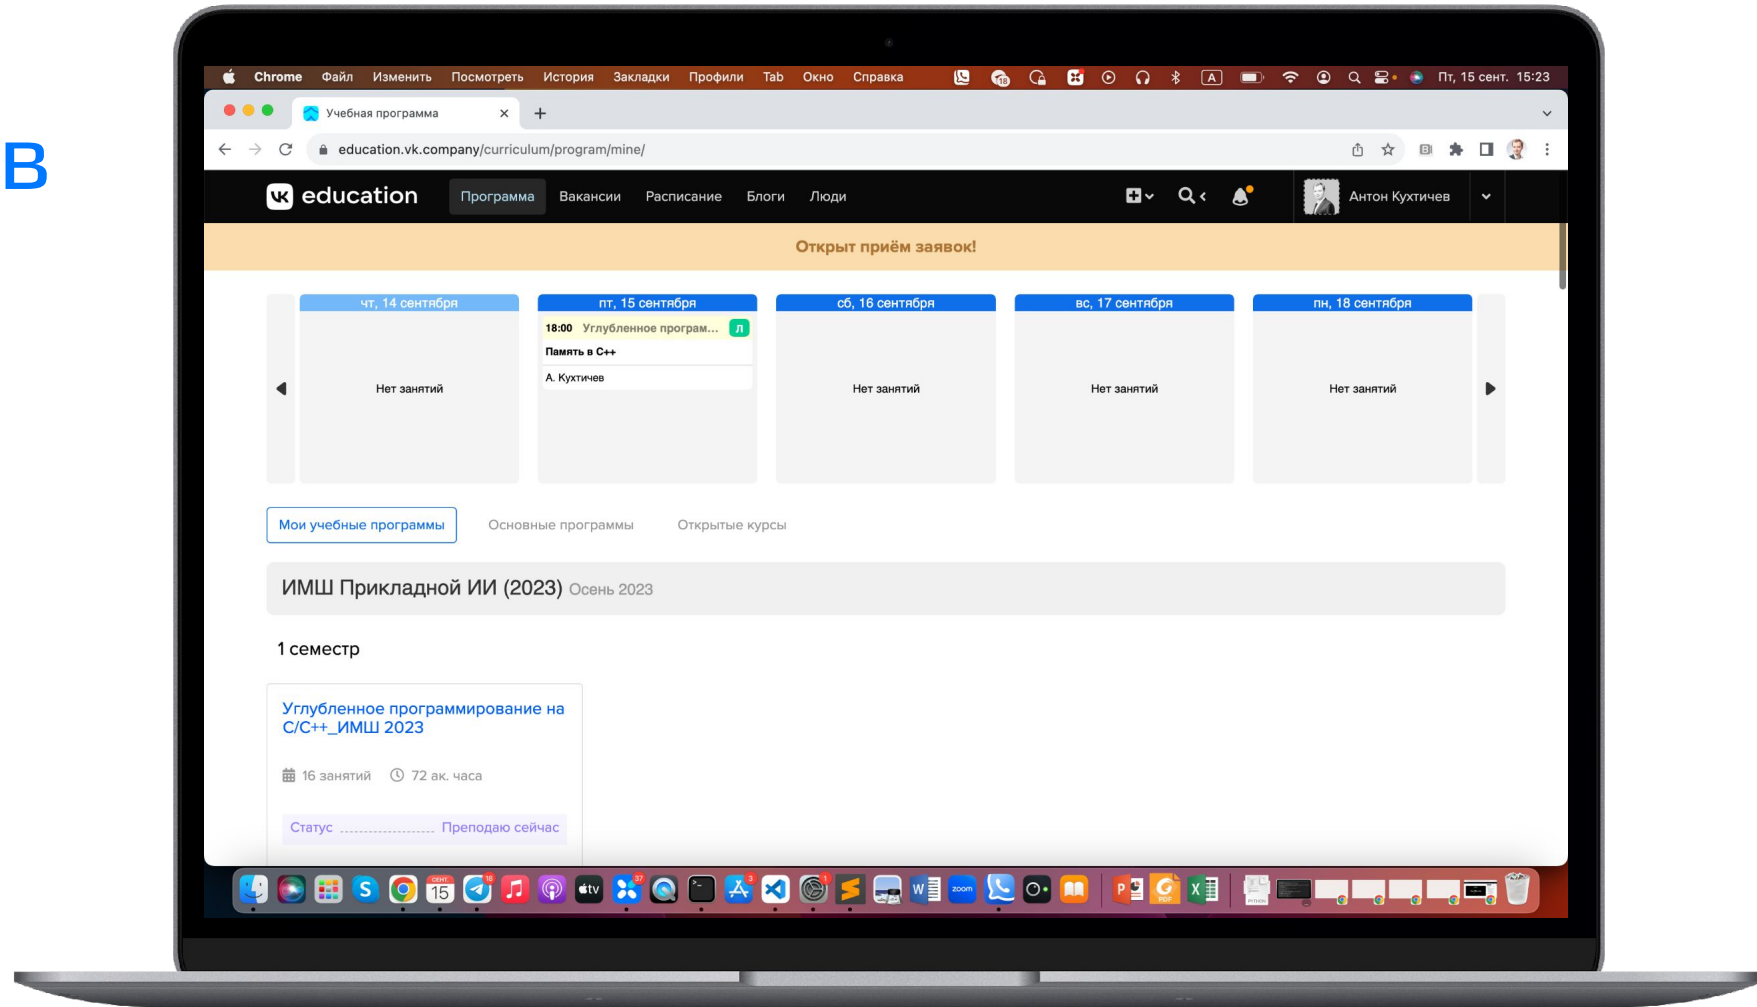 В
Chrome Файл Изменить Посмотреть История Закладки Профили Tab Окно Справка Пт, 15 сент. 15:23
Учебная программа
education.vk.company/curriculum/program/mine/
education Программа Вакансии Расписание Блоги Люди Антон Кухтичев
Открыт приём заявок!
чт, 14 сентября пт, 15 сентября сб, 16 сентября вс, 17 сентября пн, 18 сентября
18:00 Углубленное програм... Л
Память в С++
А. Кухтичев
Нет занятий Нет занятий Нет занятий Нет занятий
Мои учебные программы Основные программы Открытые курсы
ИМШ Прикладной ИИ (2023) Осень 2023
1 семестр
Углубленное программирование на
С/С++_ИМШ 2023
16 занятий 72 ак. часа
Статус Преподаю сейчас
СЕНТ.
15 tv zoom